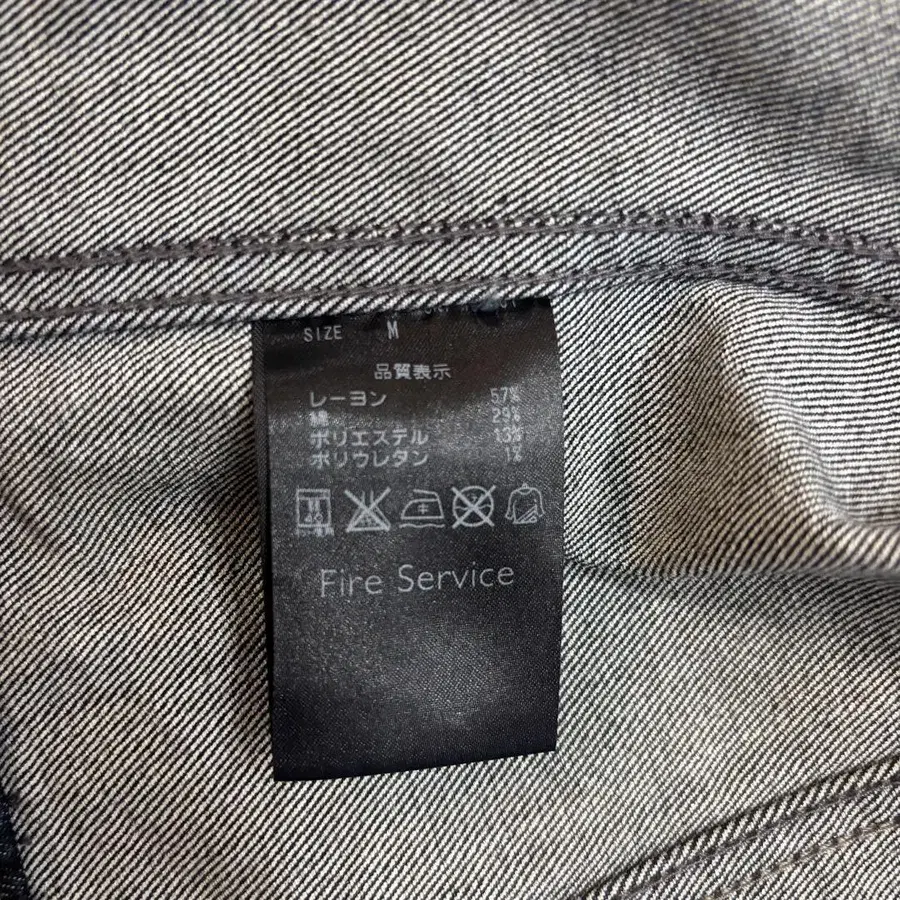 SIZE M
品質表示
レーヨン 57%
綿 29%
ポリエステル 13%
ポリウレタン 1%
Fire Service